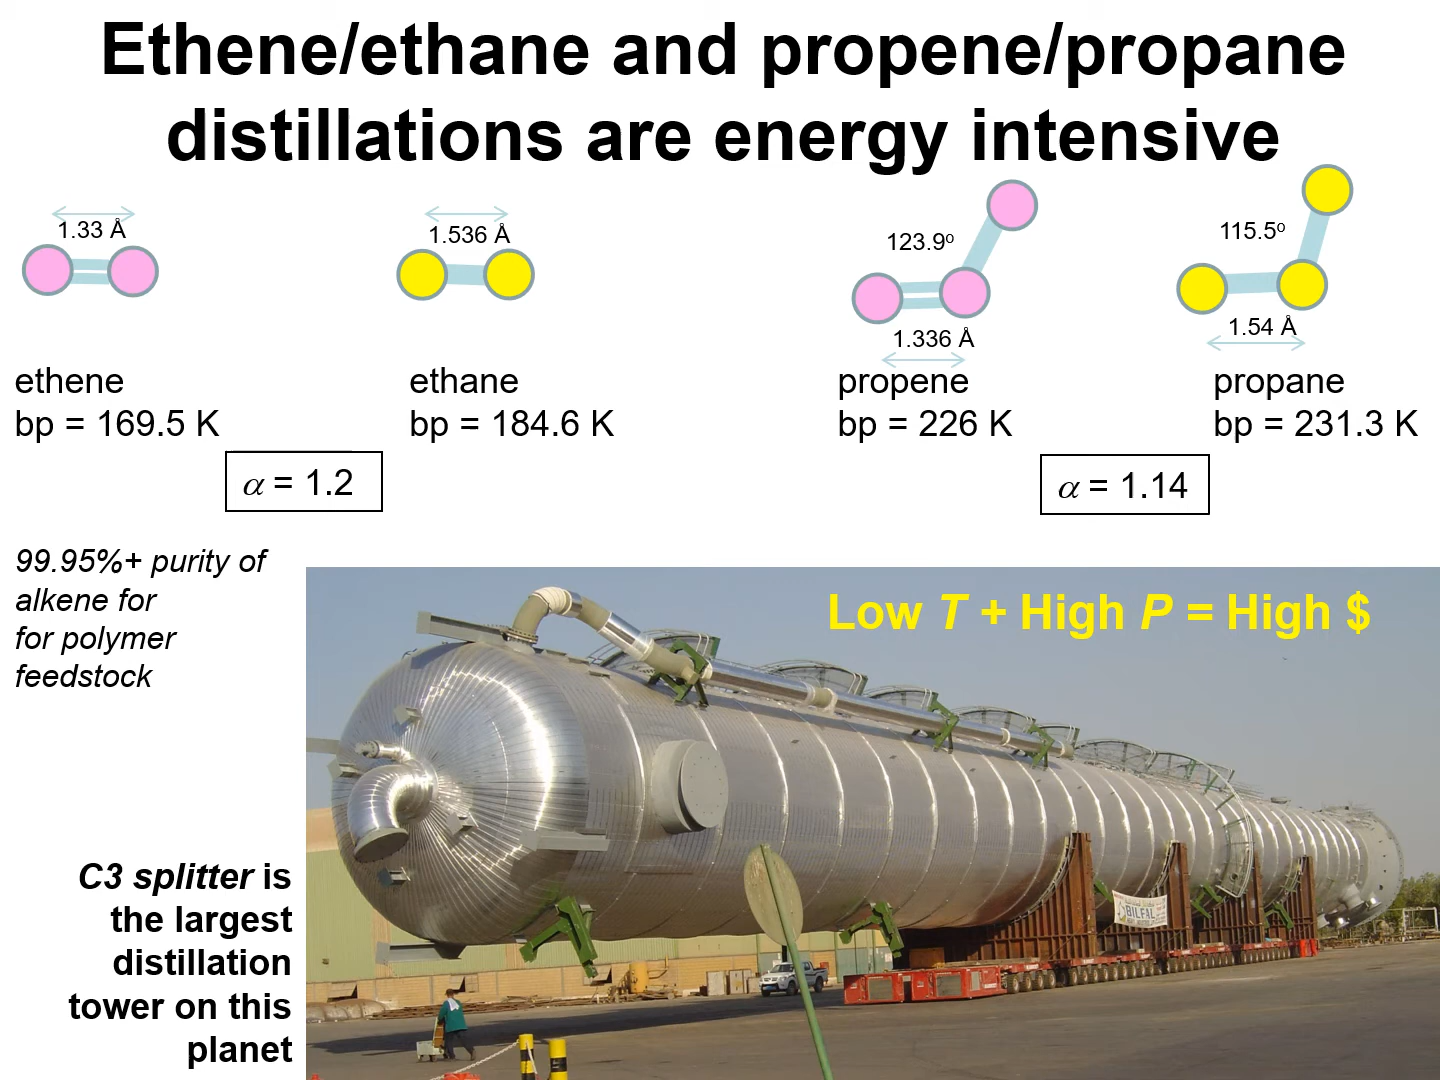 Ethene/ethane and propene/propane
distillations are energy intensive
1.33 Å
1.536 Å
123.9º
1.336 Å
115.5º
1.54 Å
ethene
bp = 169.5 K
ethane
bp = 184.6 K
propene
bp = 226 K
propane
bp = 231.3 K
α = 1.2
α = 1.14
99.95%+ purity of
alkene for
for polymer
feedstock
Low T + High P = High $
C3 splitter is
the largest
distillation
tower on this
planet
BILFAL